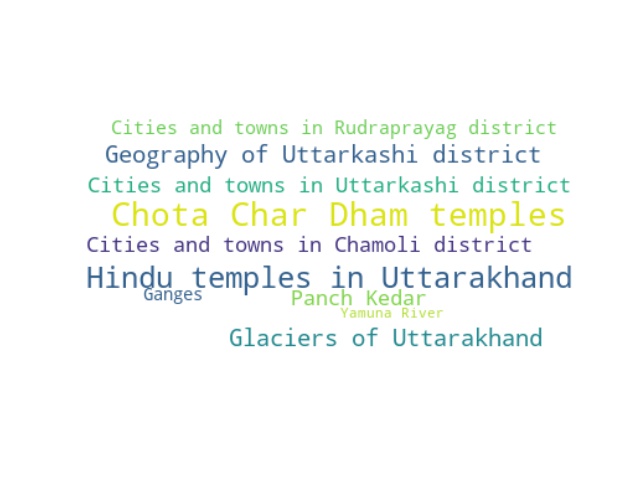 Cities and towns in Rudraprayag district
Geography of Uttarkashi district
Cities and towns in Uttarkashi district
Chota Char Dham temples
Cities and towns in Chamoli district
Hindu temples in Uttarakhand
Ganges
Panch Kedar
Yamuna River
Glaciers of Uttarakhand